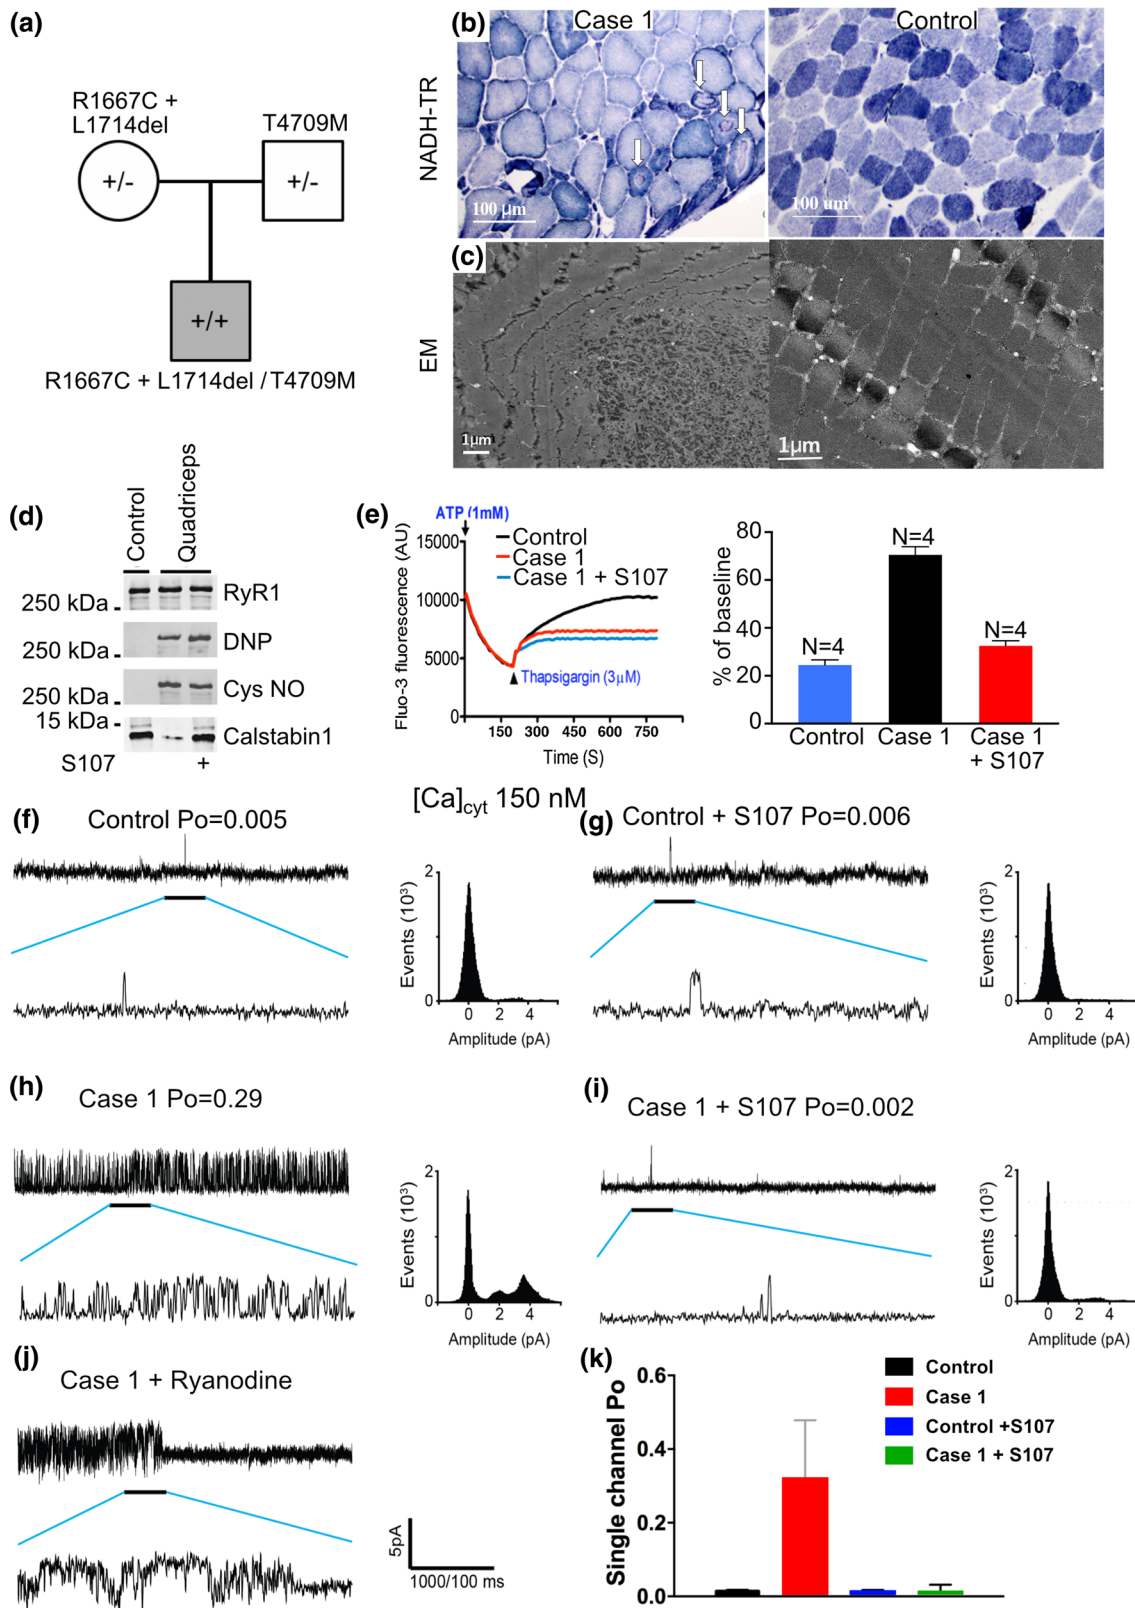 (a)
R1667C +
L1714del
T4709M
+/-
+/-
+/+
R1667C + L1714del / T4709M
(b)
Case 1
Control
NADH-TR
100 µm
100 um
(c)
EM
1µm
1µm
(d)
Control
Quadriceps
250 kDa
RyR1
250 kDa
DNP
250 kDa
Cys NO
15 kDa
Calstabin1
S107
+
(e)
ATP (1mM)
Fluo-3 fluorescence (AU)
15000
10000
5000
0
Control
Case 1
Case 1 + S107
Thapsigargin (3µM)
150 300 450 600 750
Time (S)
% of baseline
80
60
40
20
0
N=4
N=4
N=4
Control
Case 1
Case 1
+ S107
[Ca]cyt 150 nM
(f)
Control Po=0.005
Events (10³)
2
0
0 2 4
Amplitude (pA)
(g)
Control + S107 Po=0.006
Events (10³)
2
0
0 2 4
Amplitude (pA)
(h)
Case 1 Po=0.29
Events (10³)
2
0
0 2 4
Amplitude (pA)
(i)
Case 1 + S107 Po=0.002
Events (10³)
2
0
0 2 4
Amplitude (pA)
(j)
Case 1 + Ryanodine
5pA
1000/100 ms
(k)
Single channel Po
0.6
0.4
0.2
0.0
Control
Case 1
Control +S107
Case 1 + S107